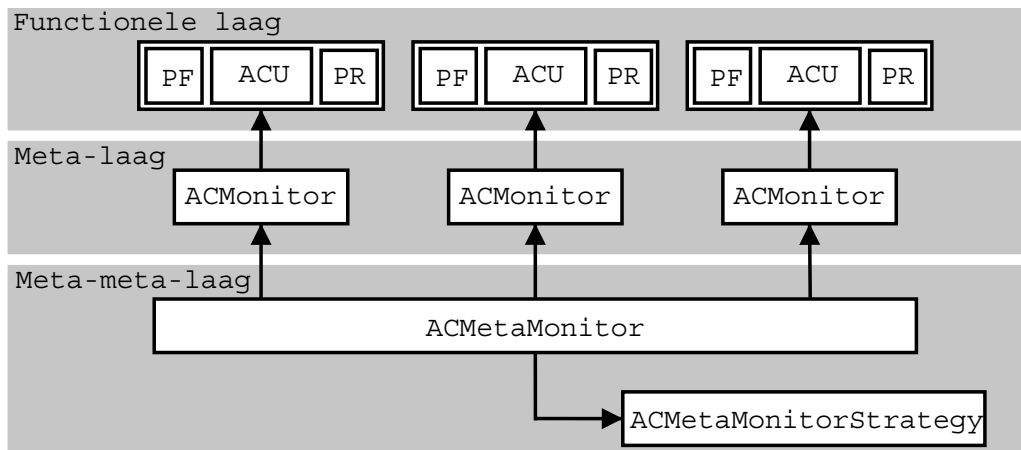 Functionele laag
PF ACU PR PF ACU PR PF ACU PR
Meta-laag
ACMonitor ACMonitor ACMonitor
Meta-meta-laag
ACMetaMonitor
ACMetaMonitorStrategy